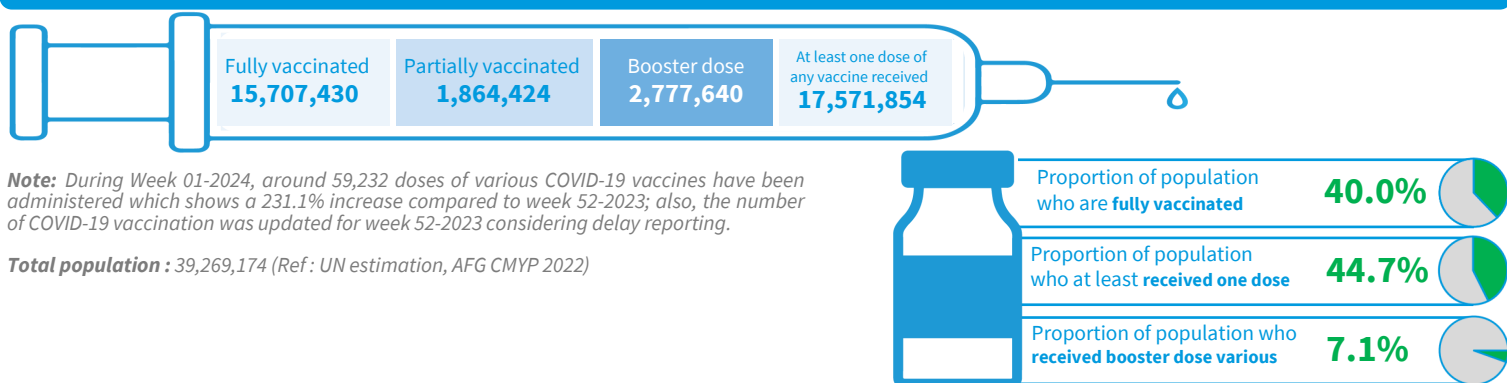 Fully vaccinated
15,707,430
Partially vaccinated
1,864,424
Booster dose
2,777,640
At least one dose of
any vaccine received
17,571,854
Note: During Week 01-2024, around 59,232 doses of various COVID-19 vaccines have been
administered which shows a 231.1% increase compared to week 52-2023; also, the number
of COVID-19 vaccination was updated for week 52-2023 considering delay reporting.
Total population : 39,269,174 (Ref : UN estimation, AFG CMYP 2022)
Proportion of population
who are fully vaccinated
40.0%
Proportion of population
who at least received one dose
44.7%
Proportion of population who
received booster dose various
7.1%